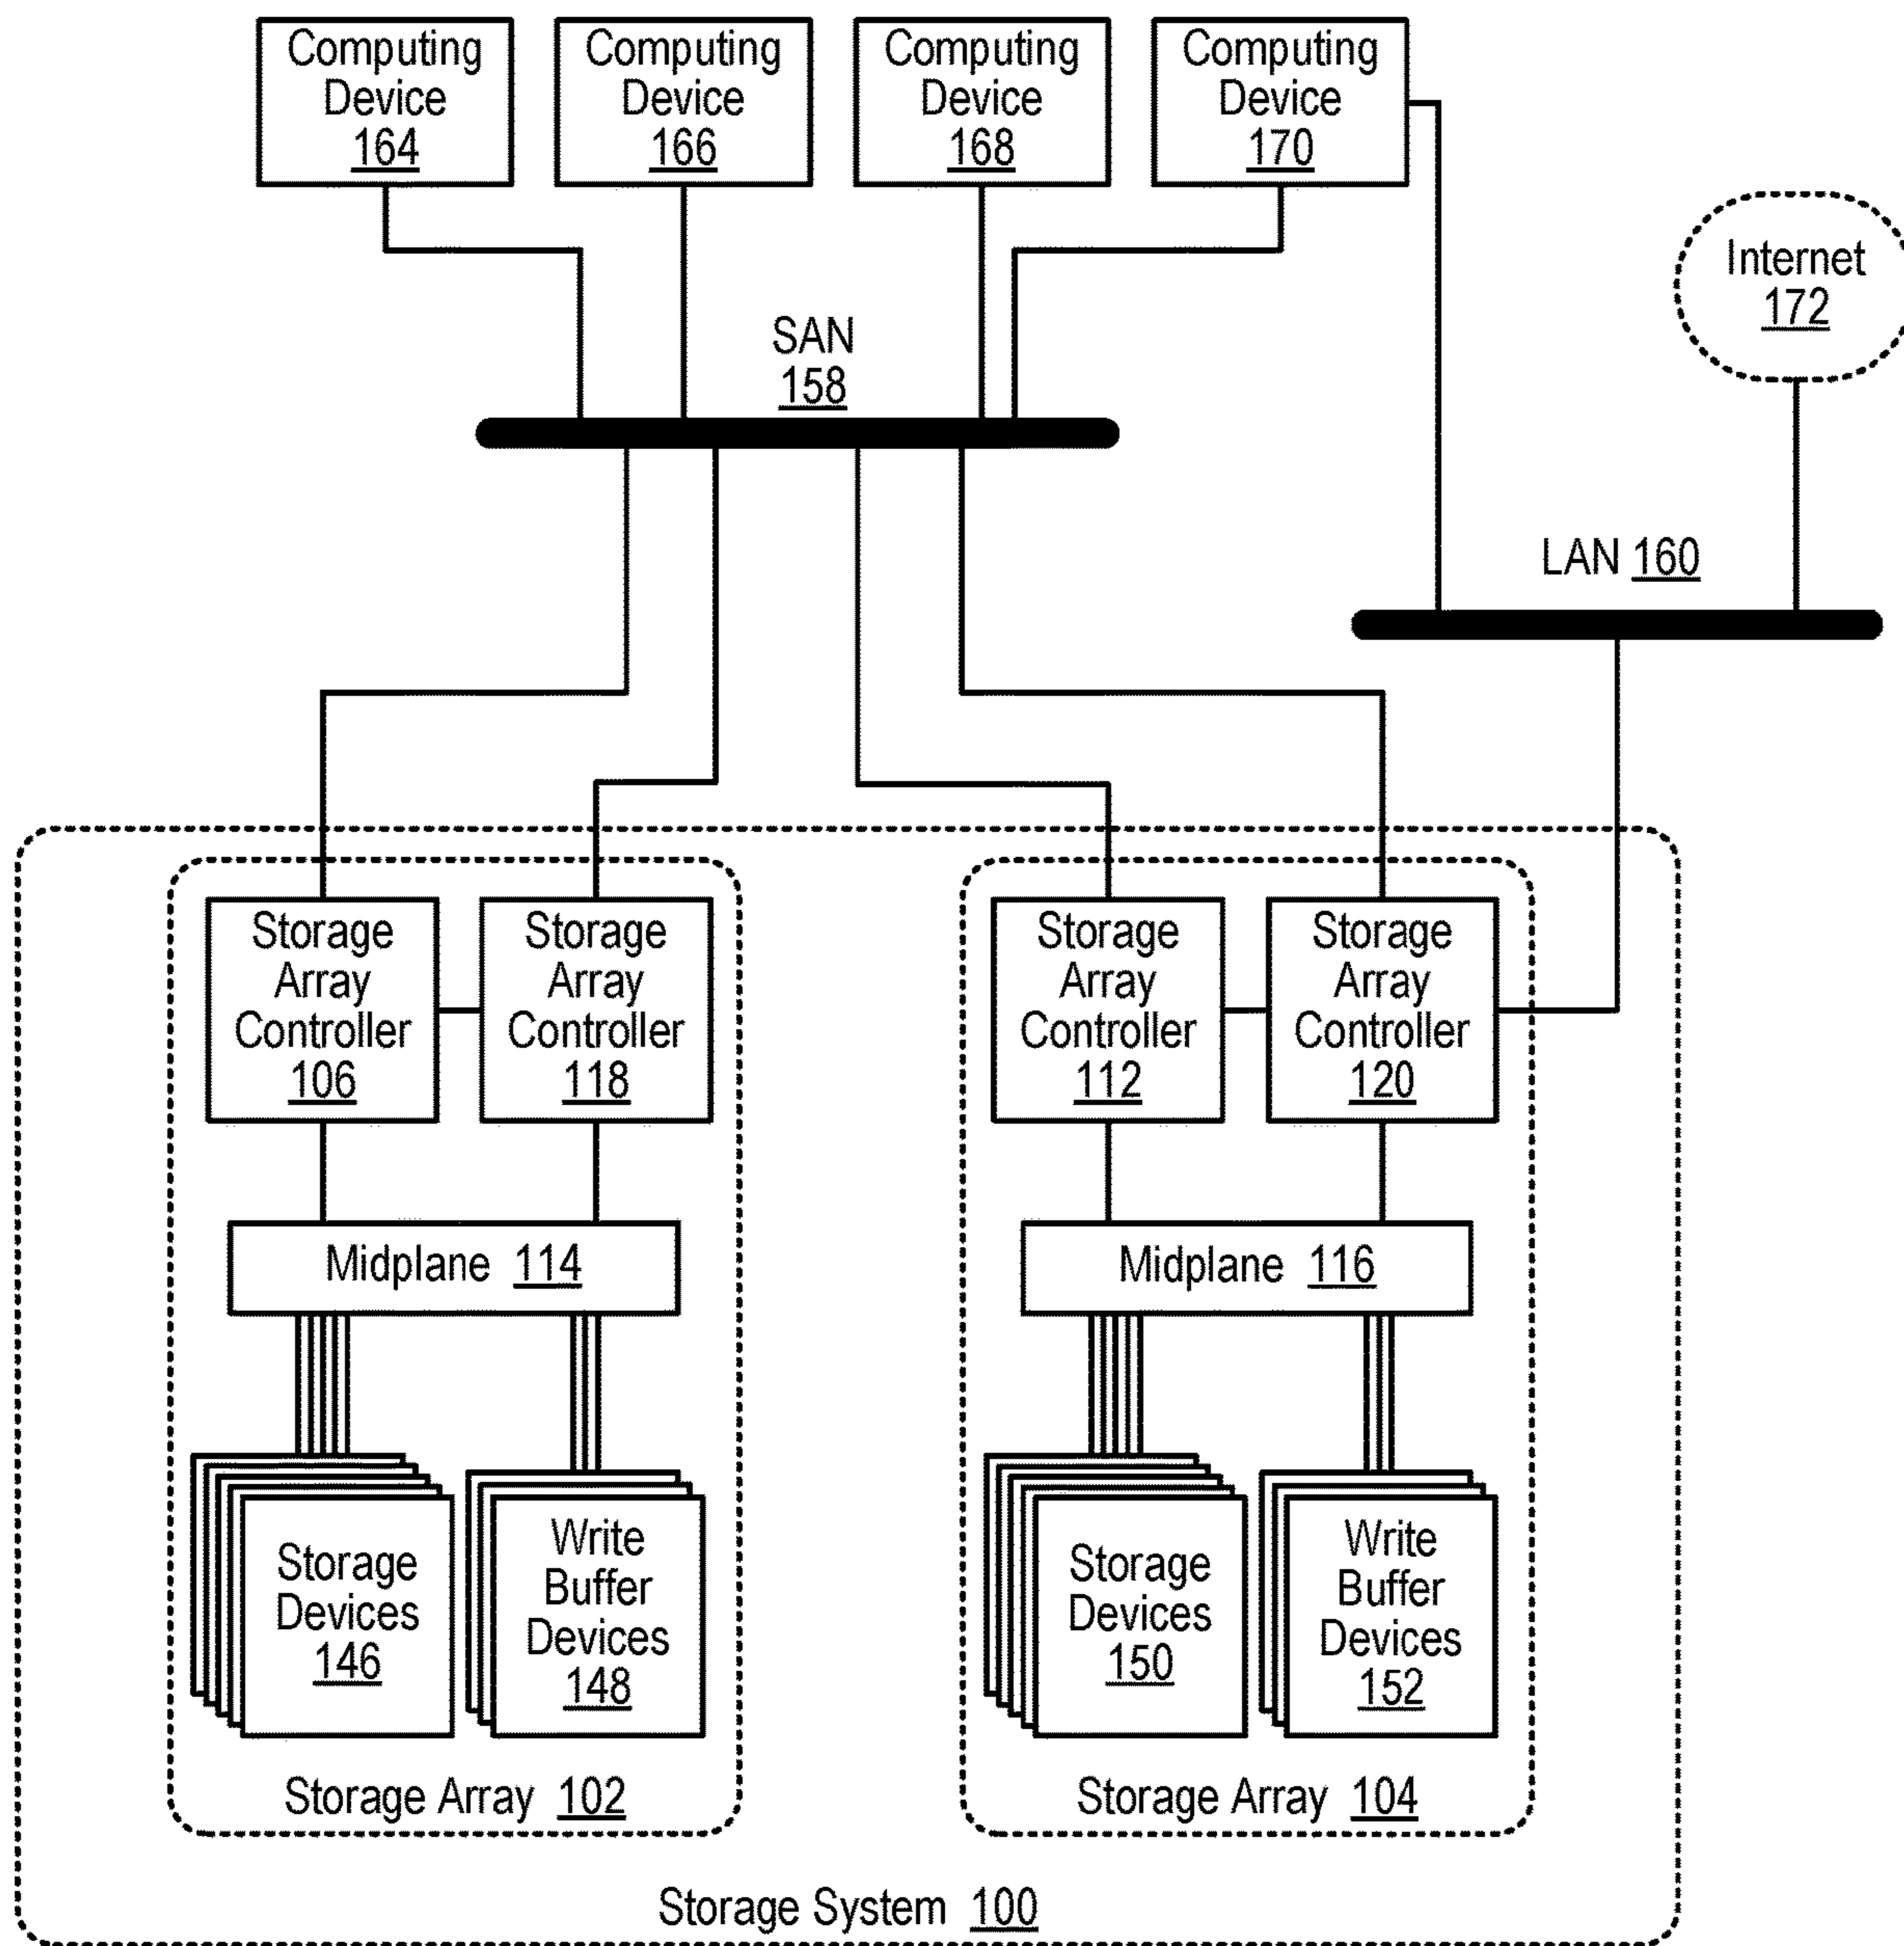 Computing
Device
164
Computing
Device
166
Computing
Device
168
Computing
Device
170
Internet
172
SAN
158
LAN 160
Storage
Array
Controller
106
Storage
Array
Controller
118
Storage
Array
Controller
112
Storage
Array
Controller
120
Midplane 114
Midplane 116
Storage
Devices
146
Write
Buffer
Devices
148
Storage
Devices
150
Write
Buffer
Devices
152
Storage Array 102
Storage Array 104
Storage System 100